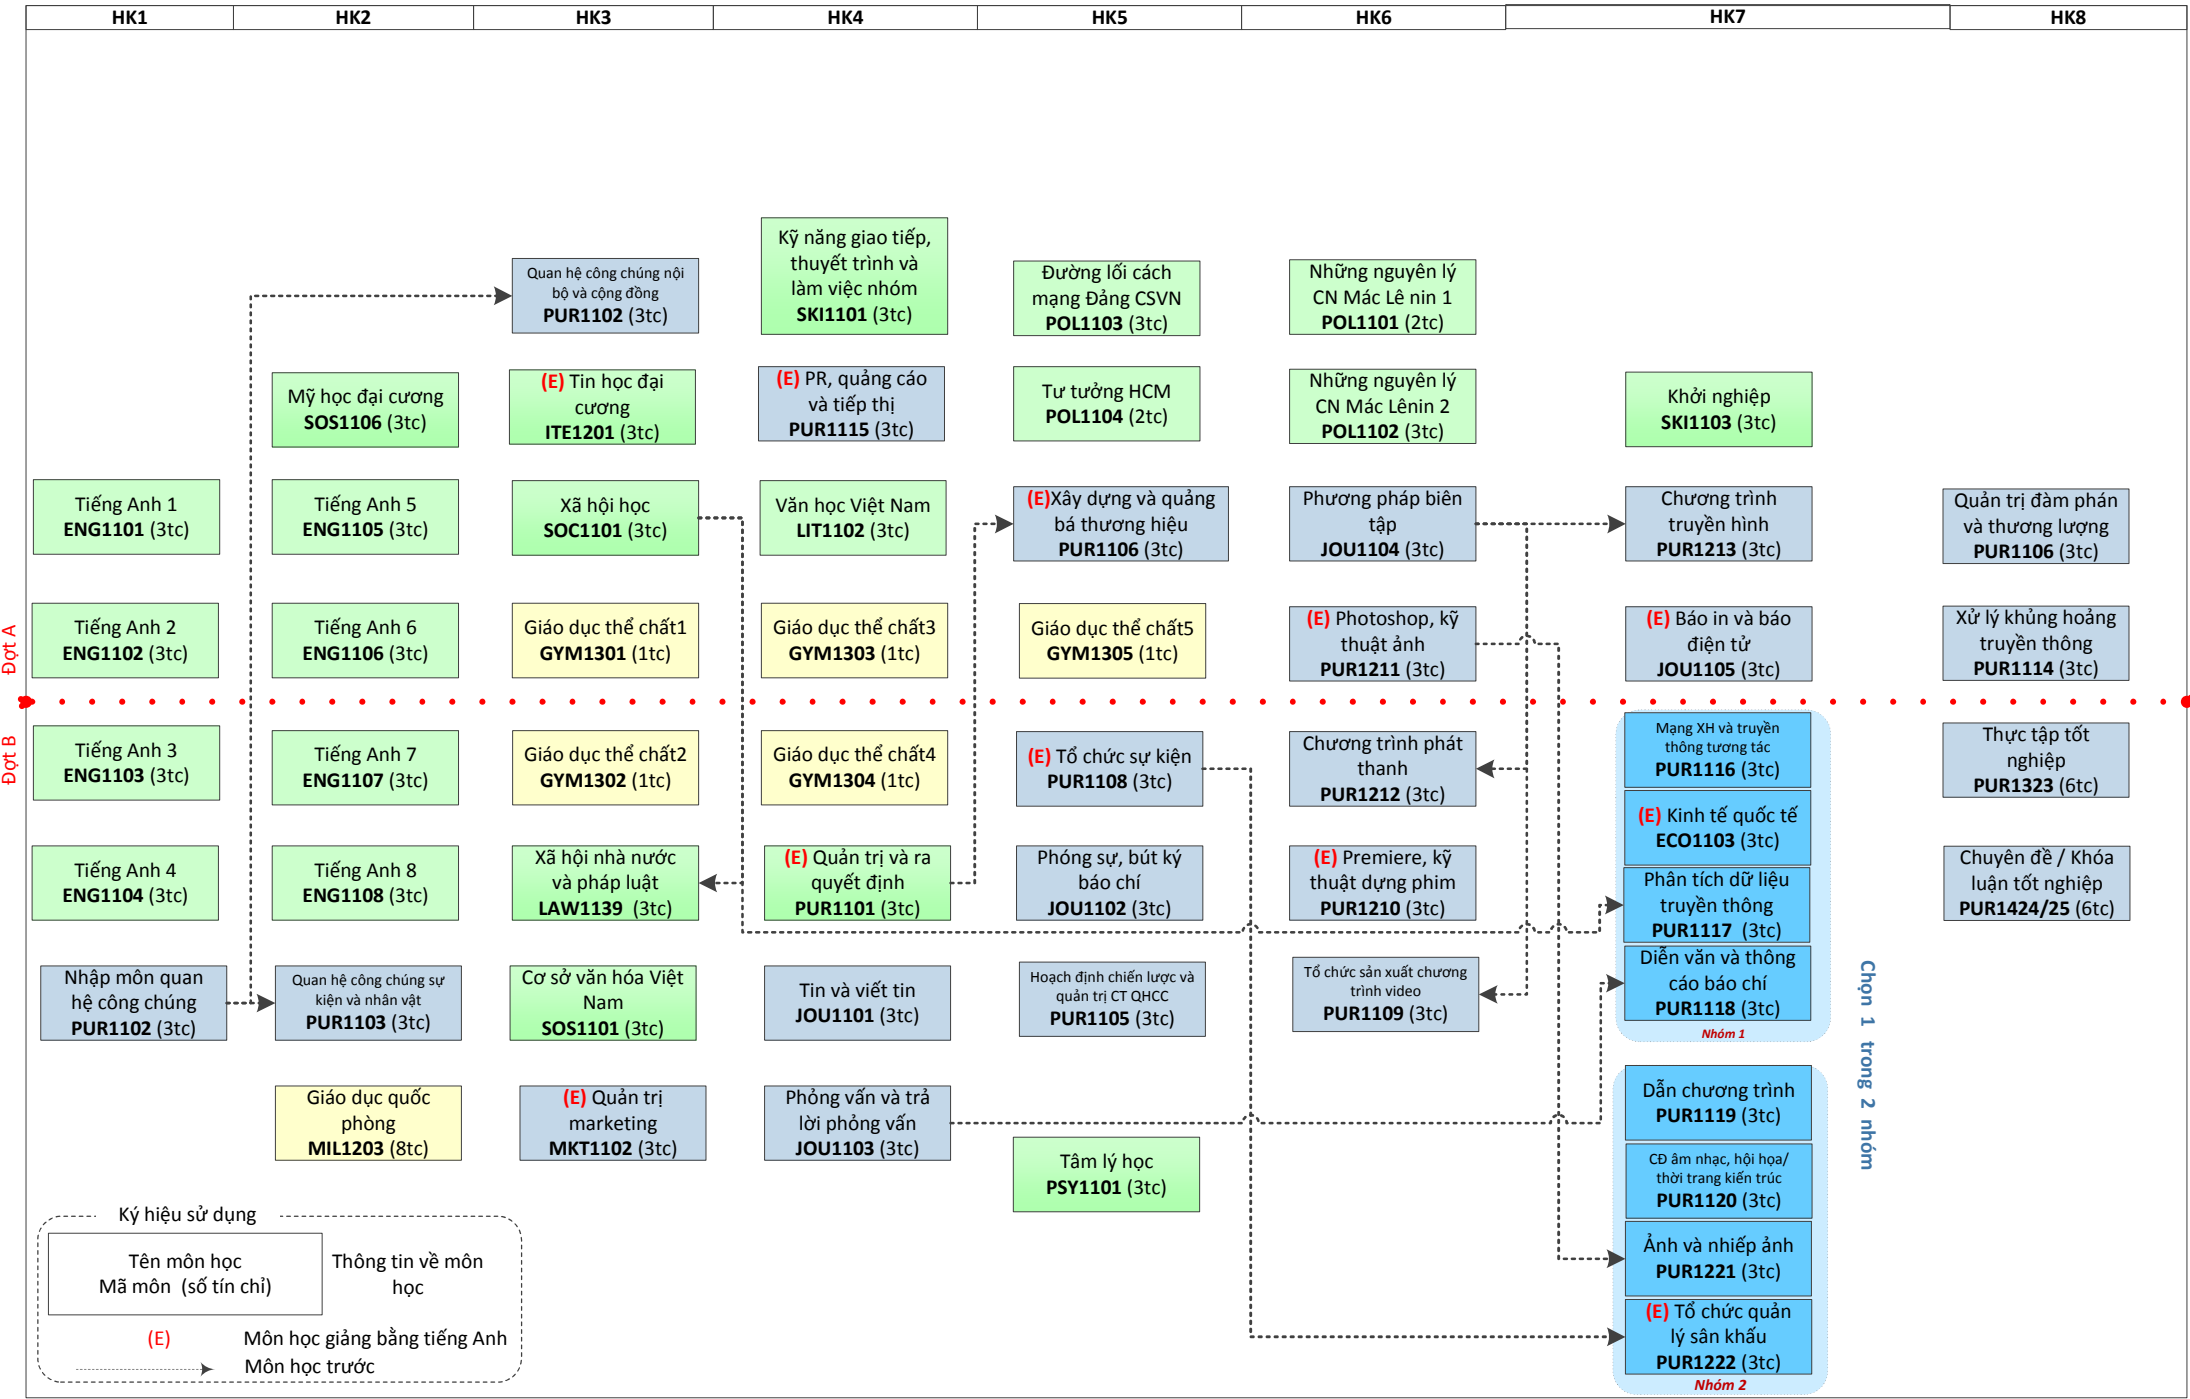 HK1
HK2
HK3
HK4
HK5
HK6
HK7
HK8
Đợt A
Đợt B
Tiếng Anh 1
ENG1101 (3tc)
Tiếng Anh 2
ENG1102 (3tc)
Tiếng Anh 3
ENG1103 (3tc)
Tiếng Anh 4
ENG1104 (3tc)
Nhập môn quan
hệ công chúng
PUR1102 (3tc)
Mỹ học đại cương
SOS1106 (3tc)
Tiếng Anh 5
ENG1105 (3tc)
Tiếng Anh 6
ENG1106 (3tc)
Tiếng Anh 7
ENG1107 (3tc)
Tiếng Anh 8
ENG1108 (3tc)
Quan hệ công chúng sự
kiện và nhân vật
PUR1103 (3tc)
Giáo dục quốc
phòng
MIL1203 (8tc)
Quan hệ công chúng nội
bộ và cộng đồng
PUR1102 (3tc)
(E) Tin học đại
cương
ITE1201 (3tc)
Xã hội học
SOC1101 (3tc)
Giáo dục thể chất1
GYM1301 (1tc)
Giáo dục thể chất2
GYM1302 (1tc)
Xã hội nhà nước
và pháp luật
LAW1139 (3tc)
Cơ sở văn hóa Việt
Nam
SOS1101 (3tc)
(E) Quản trị
marketing
MKT1102 (3tc)
Kỹ năng giao tiếp,
thuyết trình và
làm việc nhóm
SKI1101 (3tc)
(E) PR, quảng cáo
và tiếp thị
PUR1115 (3tc)
Văn học Việt Nam
LIT1102 (3tc)
Giáo dục thể chất3
GYM1303 (1tc)
Giáo dục thể chất4
GYM1304 (1tc)
(E) Quản trị và ra
quyết định
PUR1101 (3tc)
Tin và viết tin
JOU1101 (3tc)
Phỏng vấn và trả
lời phỏng vấn
JOU1103 (3tc)
Đường lối cách
mạng Đảng CSVN
POL1103 (3tc)
Tư tưởng HCM
POL1104 (2tc)
(E)Xây dựng và quảng
bá thương hiệu
PUR1106 (3tc)
Giáo dục thể chất5
GYM1305 (1tc)
(E) Tổ chức sự kiện
PUR1108 (3tc)
Phóng sự, bút ký
báo chí
JOU1102 (3tc)
Hoạch định chiến lược và
quản trị CT QHCC
PUR1105 (3tc)
Tâm lý học
PSY1101 (3tc)
Những nguyên lý
CN Mác Lê nin 1
POL1101 (2tc)
Những nguyên lý
CN Mác Lênin 2
POL1102 (3tc)
Phương pháp biên
tập
JOU1104 (3tc)
(E) Photoshop, kỹ
thuật ảnh
PUR1211 (3tc)
Chương trình phát
thanh
PUR1212 (3tc)
(E) Premiere, kỹ
thuật dựng phim
PUR1210 (3tc)
Tổ chức sản xuất chương
trình video
PUR1109 (3tc)
Khởi nghiệp
SKI1103 (3tc)
Chương trình
truyền hình
PUR1213 (3tc)
(E) Báo in và báo
điện tử
JOU1105 (3tc)
Mạng XH và truyền
thông tương tác
PUR1116 (3tc)
(E) Kinh tế quốc tế
ECO1103 (3tc)
Phân tích dữ liệu
truyền thông
PUR1117 (3tc)
Diễn văn và thông
cáo báo chí
PUR1118 (3tc)
Nhóm 1
Dẫn chương trình
PUR1119 (3tc)
CĐ âm nhạc, hội họa/
thời trang kiến trúc
PUR1120 (3tc)
Ảnh và nhiếp ảnh
PUR1221 (3tc)
(E) Tổ chức quản
lý sân khấu
PUR1222 (3tc)
Nhóm 2
Chọn 1 trong 2 nhóm
Quản trị đàm phán
và thương lượng
PUR1106 (3tc)
Xử lý khủng hoảng
truyền thông
PUR1114 (3tc)
Thực tập tốt
nghiệp
PUR1323 (6tc)
Chuyên đề / Khóa
luận tốt nghiệp
PUR1424/25 (6tc)
Ký hiệu sử dụng
Tên môn học
Mã môn (số tín chỉ)
Thông tin về môn
học
(E) Môn học giảng bằng tiếng Anh
Môn học trước